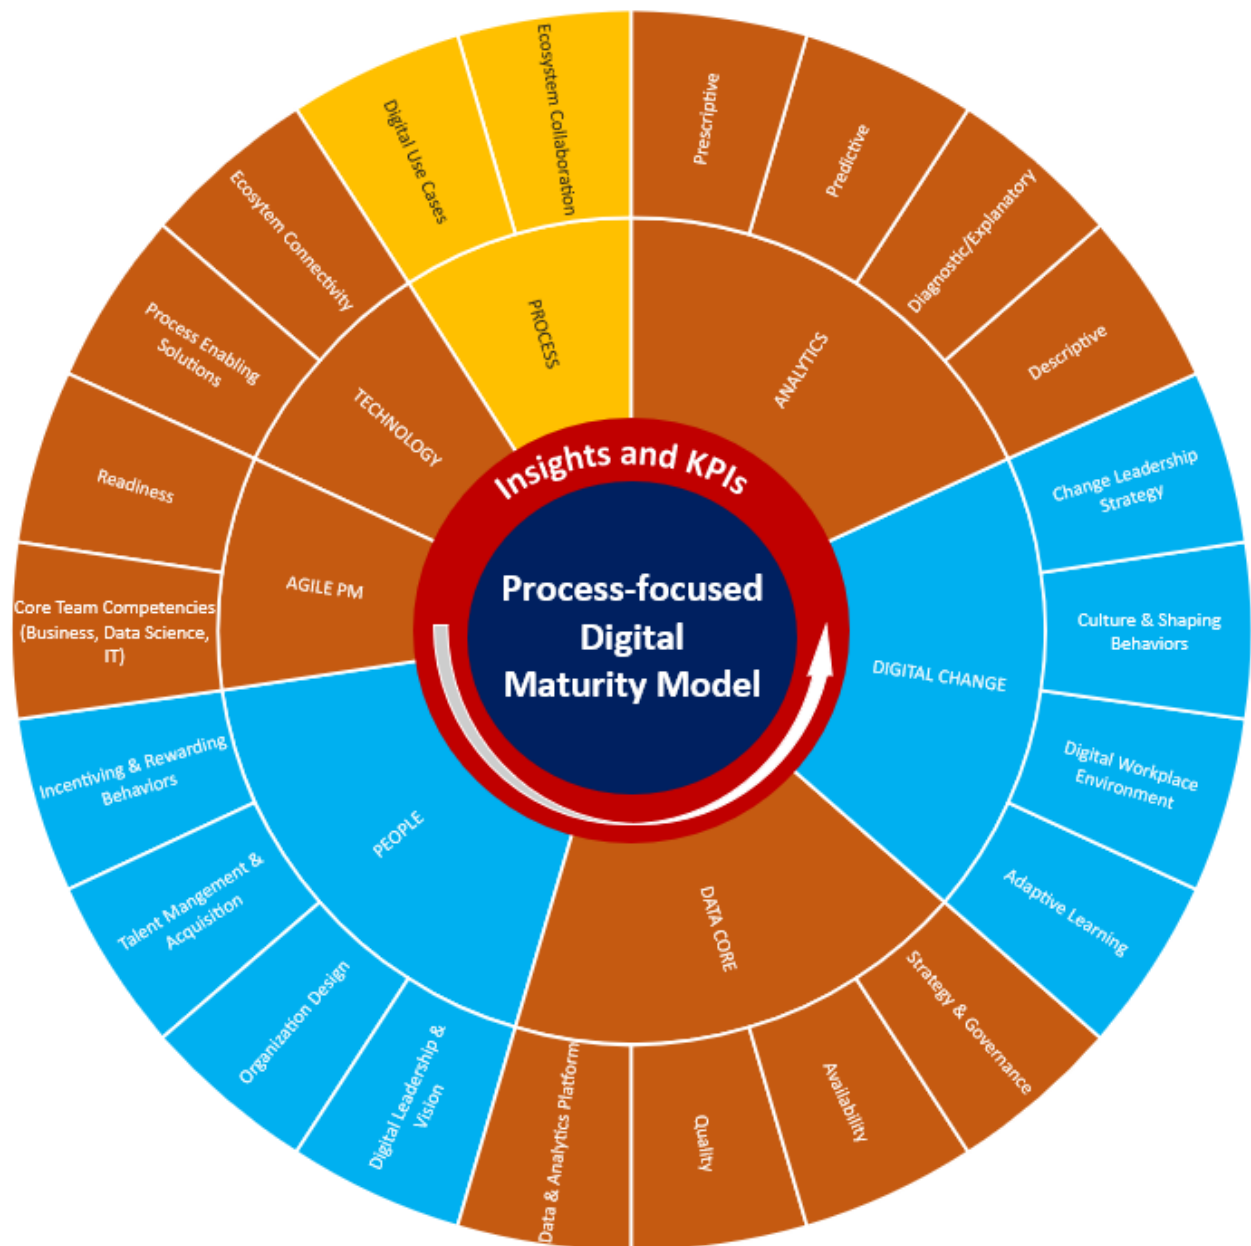 Process-focused
Digital
Maturity Model
Insights and KPIs
ANALYTICS
Prescriptive
Predictive
Diagnostic/Explanatory
Descriptive
DIGITAL CHANGE
Change Leadership
Strategy
Culture & Shaping
Behaviors
Digital Workplace
Environment
Adaptive Learning
DATA CORE
Strategy & Governance
Availability
Quality
Data & Analytics Platform
PEOPLE
Digital Leadership &
Vision
Organization Design
Talent Mangement &
Acquisition
Incentiving & Rewarding
Behaviors
AGILE PM
Core Team Competencies
(Business, Data Science,
IT)
Readiness
TECHNOLOGY
Process Enabling
Solutions
Ecosytem Connectivity
PROCESS
Digital Use Cases
Ecosystem Collaboration